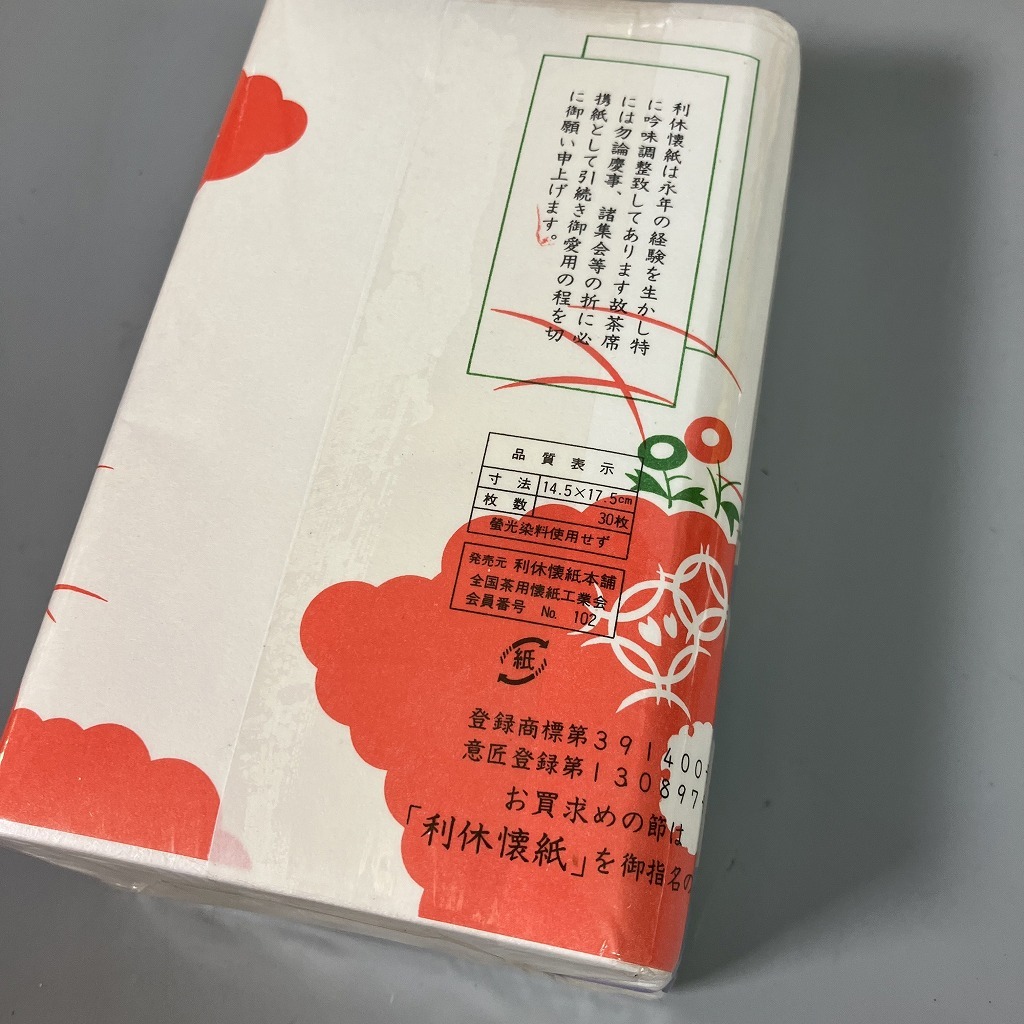 利休懐紙は永年の経験を生かし特
に吟味調整致してあります故茶席
には勿論慶事、諸集会等の折に必
携紙として引続き御愛用の程を切
に御願い申上げます。
品質表示
寸法 14.5×17.5cm
枚数 30枚
螢光染料使用せず
発売元 利休懐紙本舗
全国茶用懐紙工業会
会員番号 No. 102
紙
登録商標第391400
意匠登録第130897
お買求めの節は
「利休懐紙」を御指名の